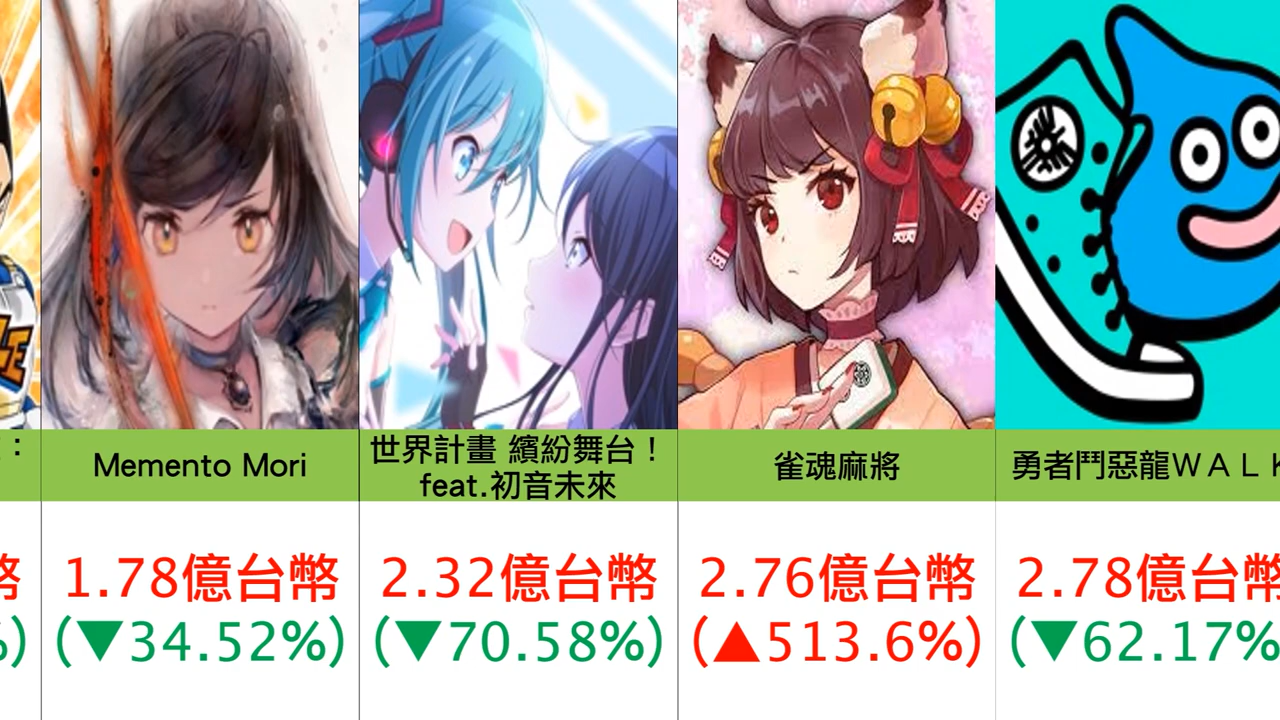 ：
Memento Mori
世界計畫 繽紛舞台！
feat.初音未來
雀魂麻將
勇者鬥惡龍ＷＡＬＫ
幣
1.78億台幣
2.32億台幣
2.76億台幣
2.78億台幣
%)
(▼34.52%)
(▼70.58%)
(▲513.6%)
(▼62.17%